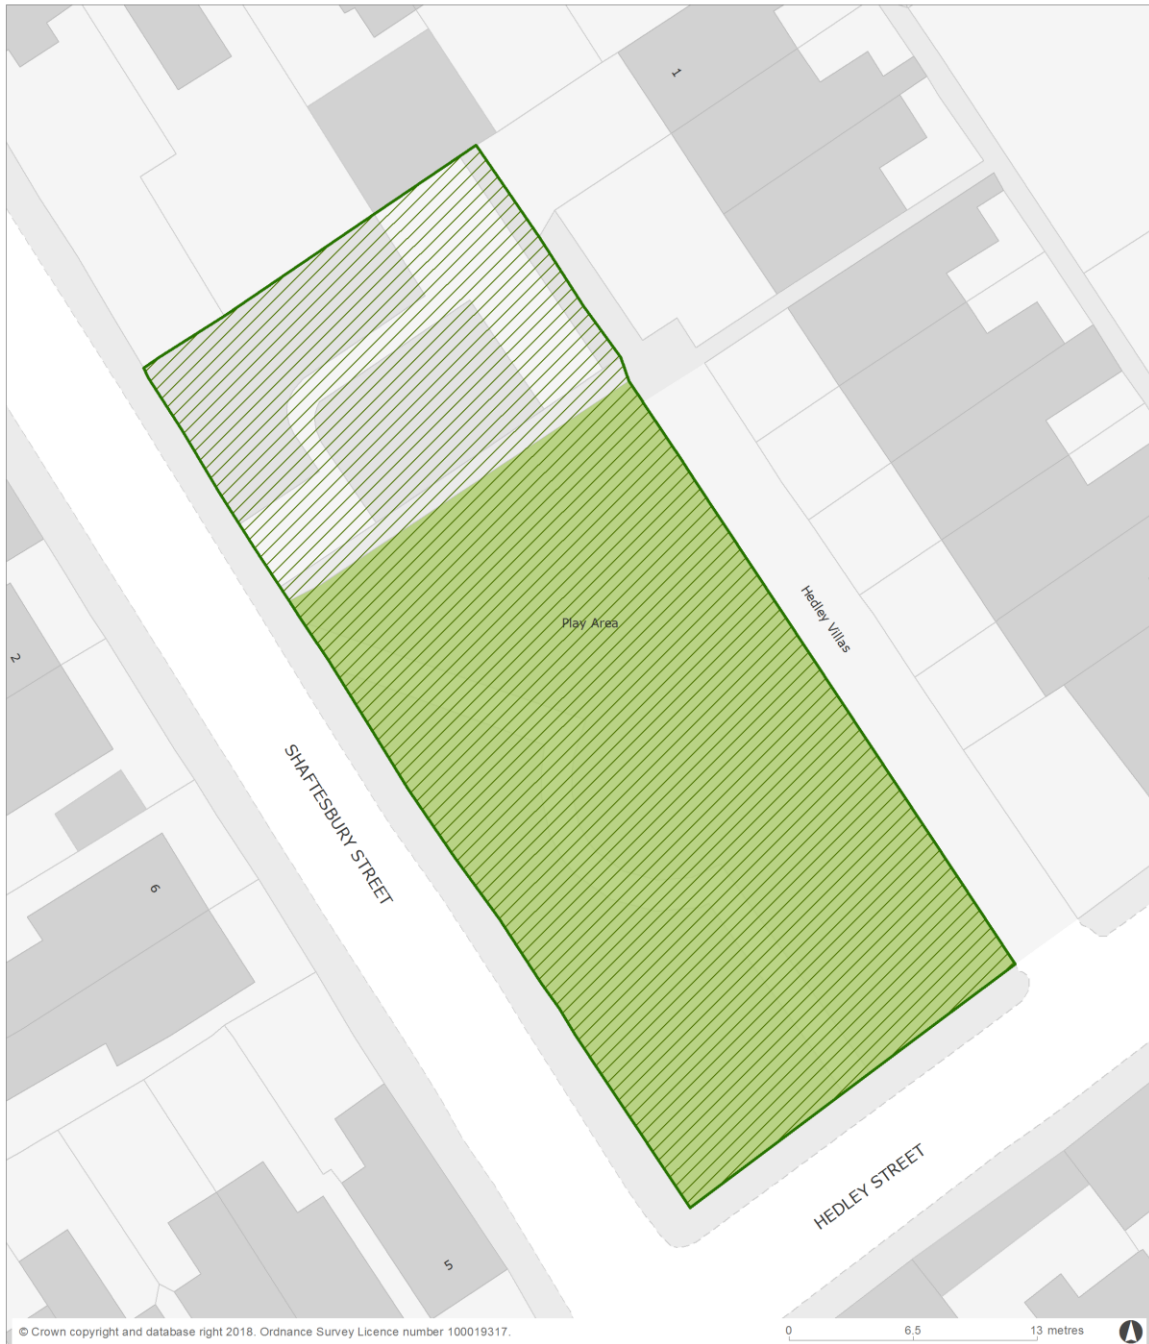 1
2
Play Area
Hedley Villas
SHAFTESBURY STREET
6
HEDLEY STREET
5
© Crown copyright and database right 2018. Ordnance Survey Licence number 100019317.
0 6.5 13 metres